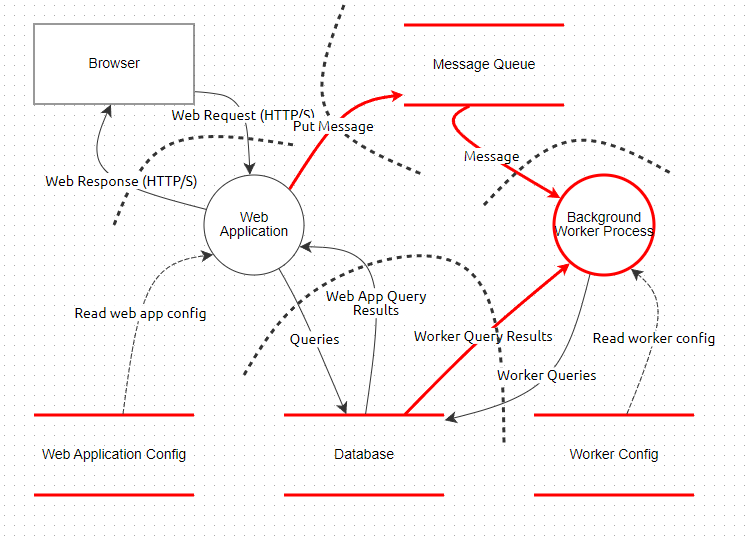 Browser
Message Queue
Web Request (HTTP/S)
Put Message
Message
Web Response (HTTP/S)
Web
Application
Background
Worker Process
Web App Query
Results
Read web app config
Queries
Worker Query Results
Read worker config
Worker Queries
Web Application Config
Database
Worker Config